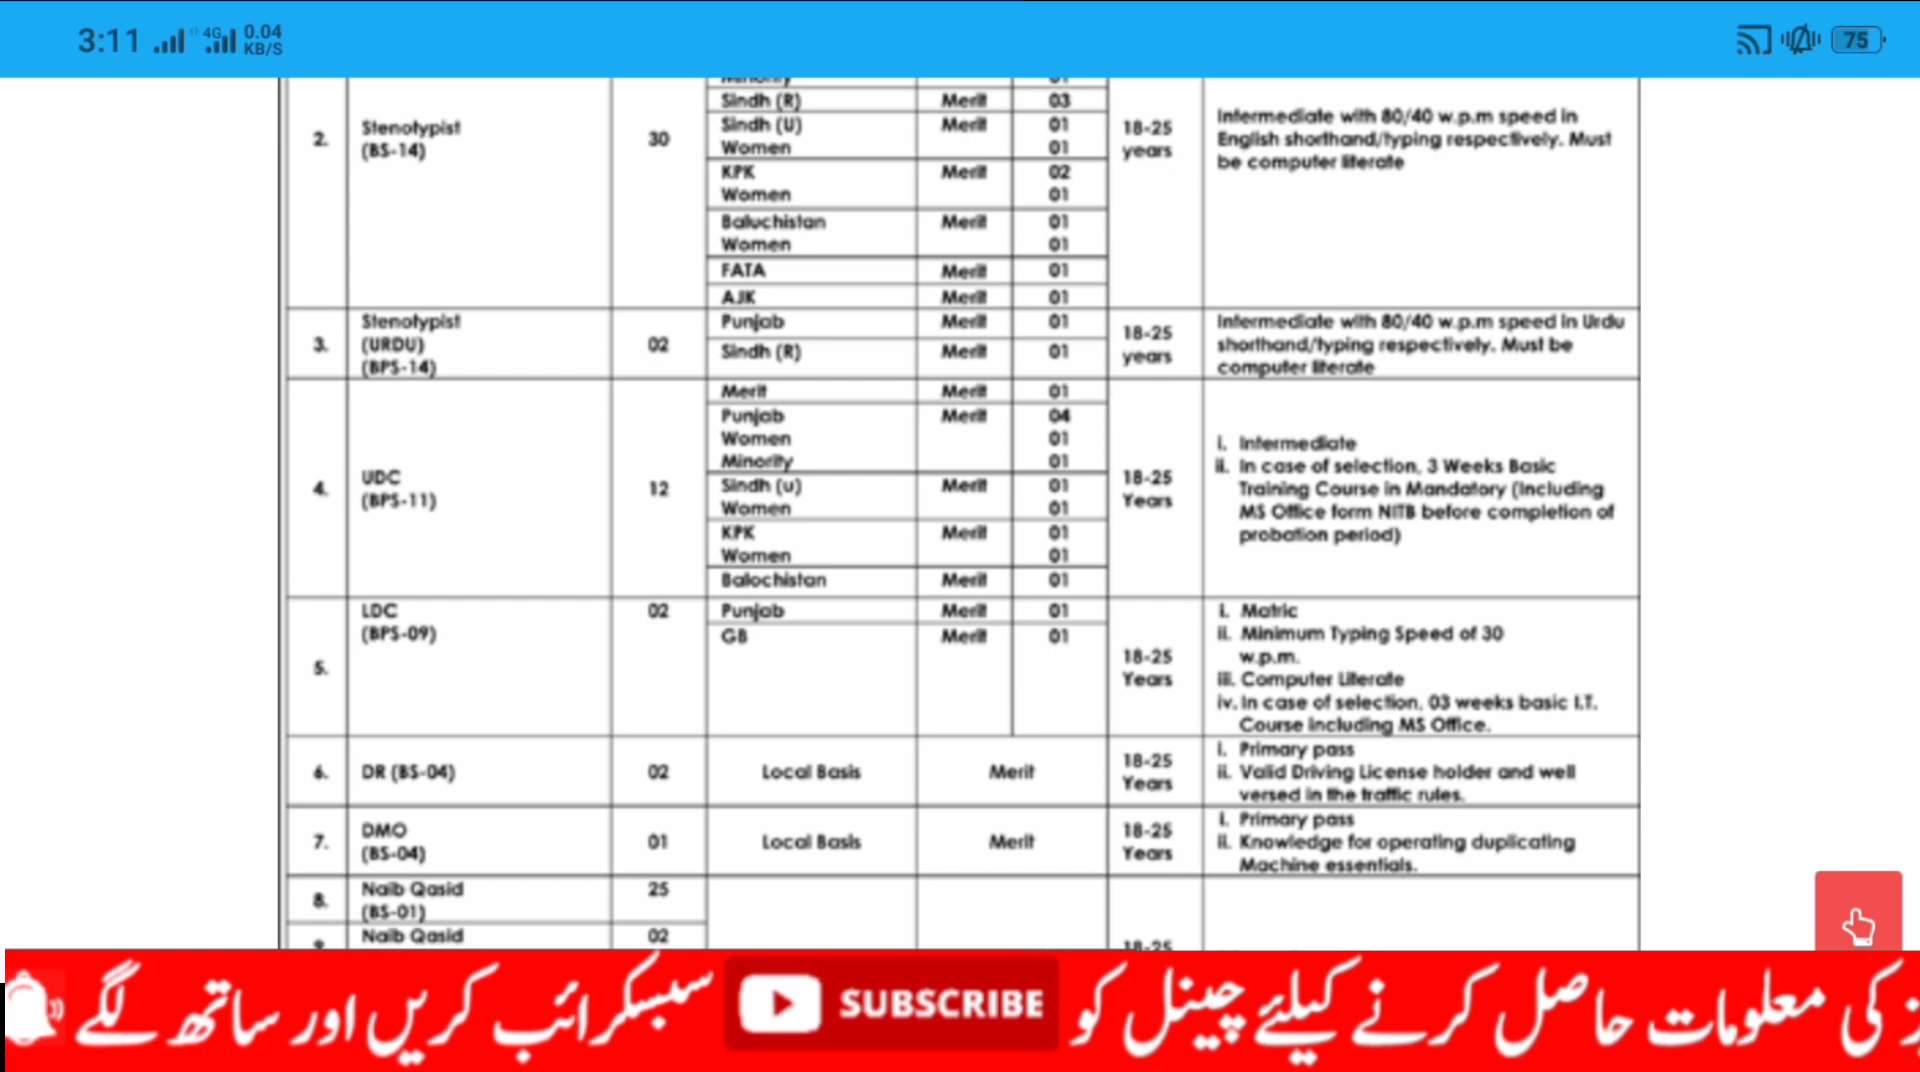 3:11 4G 0.04 KB/S 75
Minority 01
Sindh (R) Merit 03
2. Stenotypist (BS-14) 30 Sindh (U) Merit 01
Women 01
KPK Merit 02
Women 01
Baluchistan Merit 01
Women 01
FATA Merit 01
AJK Merit 01
18-25 years
Intermediate with 80/40 w.p.m speed in
English shorthand/typing respectively. Must
be computer literate
3. Stenotypist (URDU) (BPS-14) 02
Punjab Merit 01
Sindh (R) Merit 01
18-25 years
Intermediate with 80/40 w.p.m speed in Urdu
shorthand/typing respectively. Must be
computer literate
4. UDC (BPS-11) 12
Merit Merit 01
Punjab Merit 04
Women 01
Minority 01
Sindh (u) Merit 01
Women 01
KPK Merit 01
Women 01
Balochistan Merit 01
18-25 Years
i. Intermediate
ii. In case of selection, 3 Weeks Basic
Training Course in Mandatory (Including
MS Office form NITB before completion of
probation period)
5. LDC (BPS-09) 02
Punjab Merit 01
GB Merit 01
18-25 Years
i. Matric
ii. Minimum Typing Speed of 30
w.p.m.
iii. Computer Literate
iv. In case of selection, 03 weeks basic I.T.
Course including MS Office.
6. DR (BS-04) 02 Local Basis Merit 18-25 Years
i. Primary pass
ii. Valid Driving License holder and well
versed in the traffic rules.
7. DMO (BS-04) 01 Local Basis Merit 18-25 Years
i. Primary pass
ii. Knowledge for operating duplicating
Machine essentials.
8. Naib Qasid (BS-01) 25
9. Naib Qasid 02 18-25
کی معلومات حاصل کرنے کیلئے چینل کو SUBSCRIBE سبسکرائب کریں اور ساتھ لگے